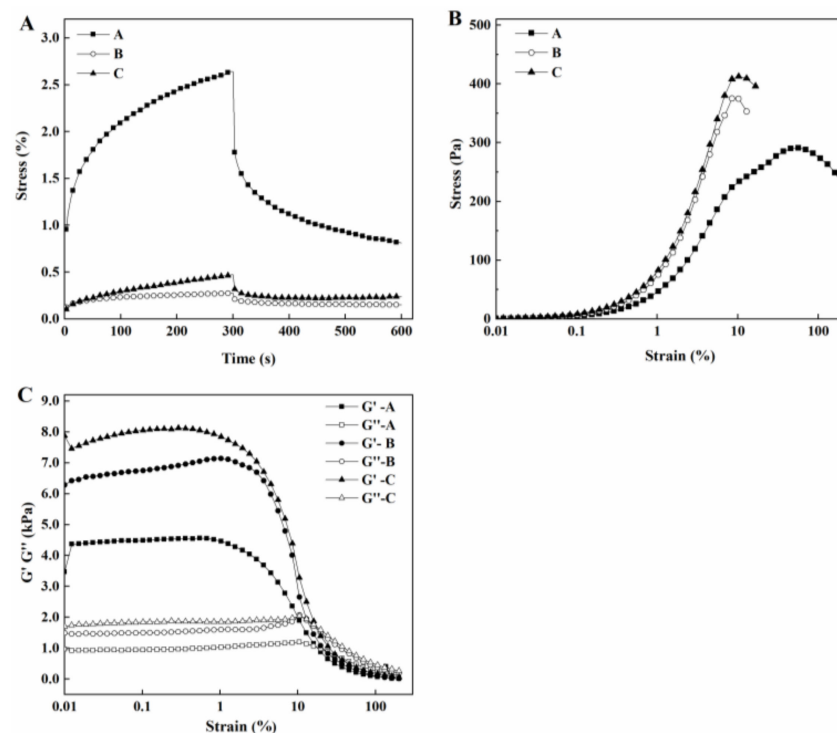 A
3.0
2.5
2.0
1.5
1.0
0.5
0.0
Stress (%)
A
B
C
0 100 200 300 400 500 600
Time (s)
B
500
400
300
200
100
0
Stress (Pa)
A
B
C
0.01 0.1 1 10 100
Strain (%)
C
9.0
8.0
7.0
6.0
5.0
4.0
3.0
2.0
1.0
0.0
G' G" (kPa)
G' -A
G"-A
G'- B
G"-B
G' -C
G"-C
0.01 0.1 1 10 100
Strain (%)